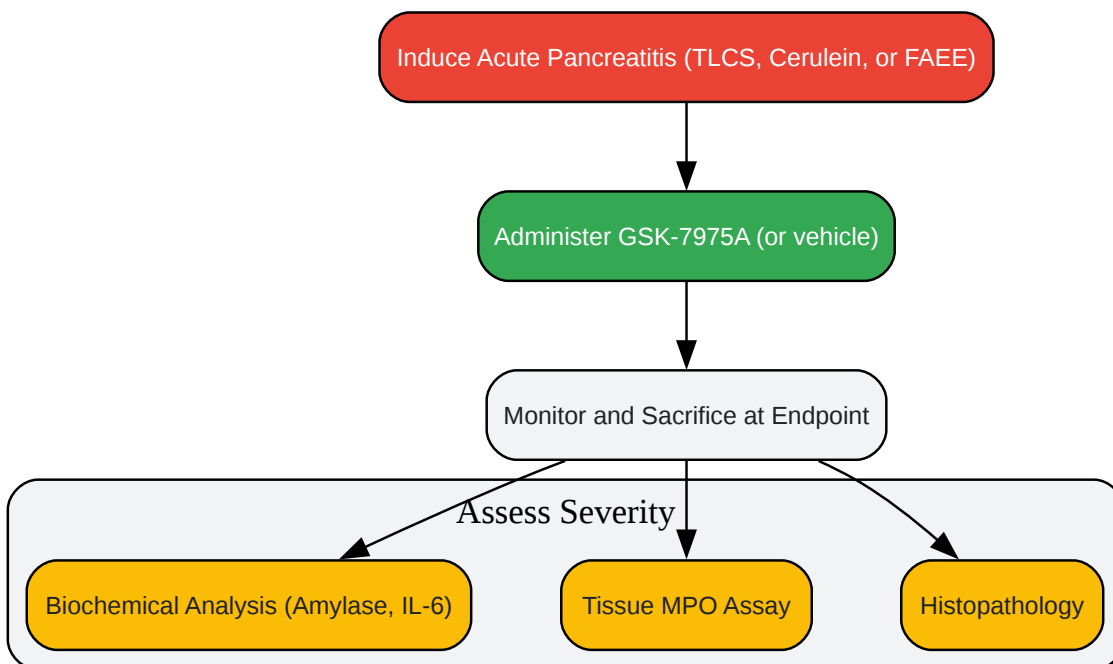 Induce Acute Pancreatitis (TLCS, Cerulein, or FAEE)
Administer GSK-7975A (or vehicle)
Monitor and Sacrifice at Endpoint
Assess Severity
Biochemical Analysis (Amylase, IL-6)
Tissue MPO Assay
Histopathology